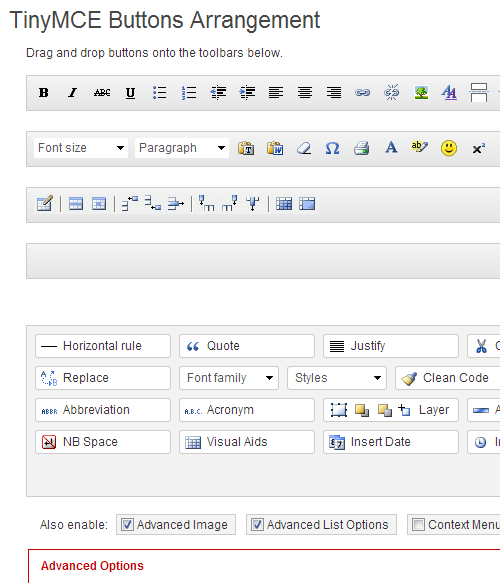 TinyMCE Buttons Arrangement
Drag and drop buttons onto the toolbars below.
B I ABC U
Font size Paragraph
Horizontal rule Quote Justify
Replace Font family Styles Clean Code
ABBR Abbreviation A.B.C. Acronym Layer
NB Space Visual Aids Insert Date
Also enable: Advanced Image Advanced List Options Context Menu
Advanced Options